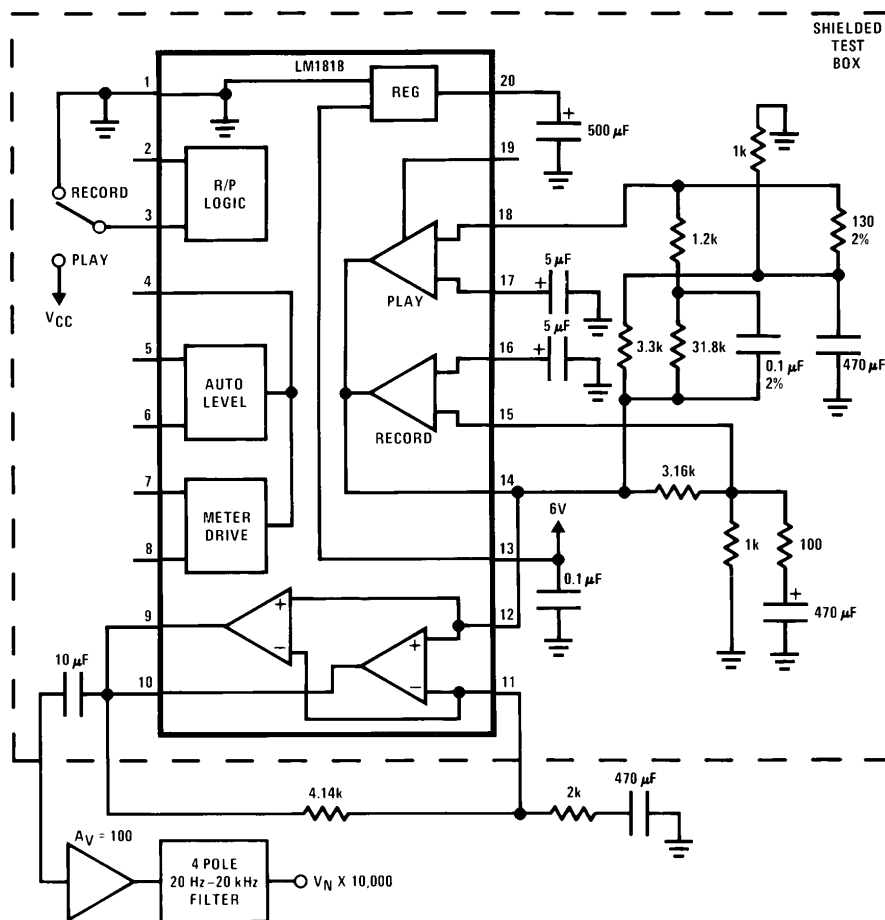 SHIELDED
TEST
BOX
LM1818
1
20
REG
+
500 µF
1k
2
19
R/P
LOGIC
RECORD
3
18
130
2%
1.2k
PLAY
VCC
4
17
PLAY
5 µF
+
5 µF
5
16
+
3.3k
31.8k
0.1 µF
2%
470 µF
AUTO
LEVEL
6
15
RECORD
7
14
3.16k
METER
DRIVE
6V
8
13
1k
100
0.1 µF
+
470 µF
9
12
+
−
10 µF
10
11
+
−
4.14k
2k
470 µF
AV = 100
4 POLE
20 Hz–20 kHz
FILTER
VN X 10,000